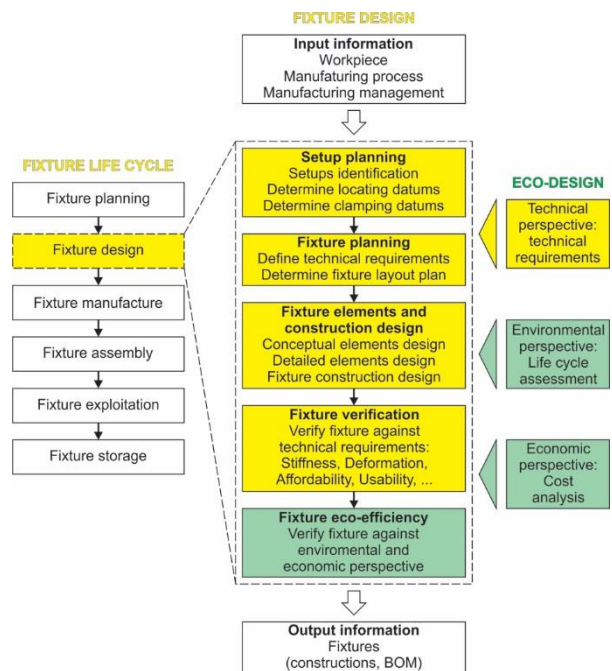 FIXTURE DESIGN
Input information
Workpiece
Manufaturing process
Manufacturing management
FIXTURE LIFE CYCLE
Fixture planning
Fixture design
Fixture manufacture
Fixture assembly
Fixture exploitation
Fixture storage
Setup planning
Setups identification
Determine locating datums
Determine clamping datums
Fixture planning
Define technical requirements
Determine fixture layout plan
Fixture elements and
construction design
Conceptual elements design
Detailed elements design
Fixture construction design
Fixture verification
Verify fixture against
technical requirements:
Stiffness, Deformation,
Affordability, Usability, ...
Fixture eco-efficiency
Verify fixture against
enviromental and
economic perspective
ECO-DESIGN
Technical
perspective:
technical
requirements
Environmental
perspective:
Life cycle
assessment
Economic
perspective:
Cost
analysis
Output information
Fixtures
(constructions, BOM)